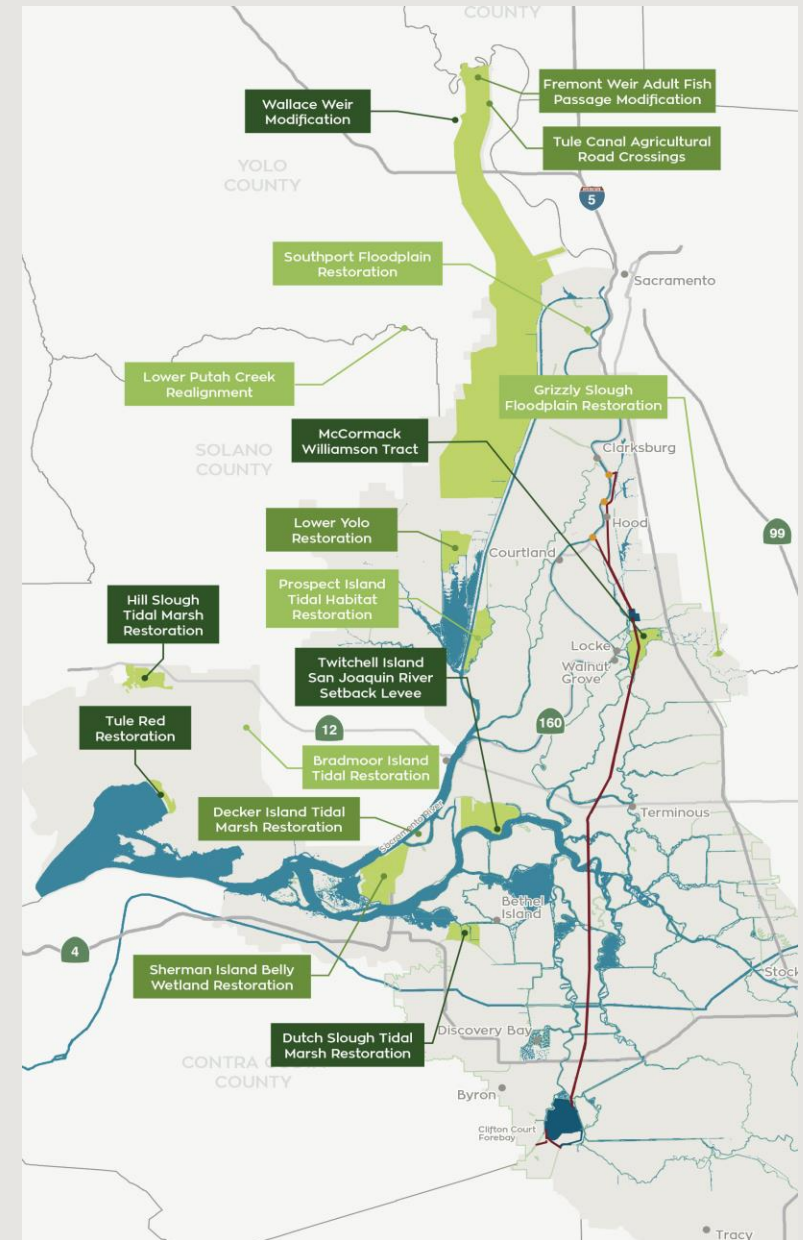 COUNTY
Fremont Weir Adult Fish
Passage Modification
Wallace Weir
Modification
Tule Canal Agricultural
Road Crossings
YOLO
COUNTY
INTERSTATE
5
Southport Floodplain
Restoration
Sacramento
Lower Putah Creek
Realignment
Grizzly Slough
Floodplain Restoration
McCormack
Williamson Tract
Clarksburg
SOLANO
COUNTY
Lower Yolo
Restoration
Hood
99
Courtland
Prospect Island
Tidal Habitat
Restoration
Hill Slough
Tidal Marsh
Restoration
Locke
Walnut
Grove
Twitchell Island
San Joaquin River
Setback Levee
Tule Red
Restoration
12
160
Bradmoor Island
Tidal Restoration
Decker Island Tidal
Marsh Restoration
Sacramento River
Terminous
Bethel
Island
4
Sherman Island Belly
Wetland Restoration
Stock
Dutch Slough Tidal
Marsh Restoration
Discovery Bay
CONTRA COSTA
COUNTY
Byron
Clifton Court
Forebay
Tracy